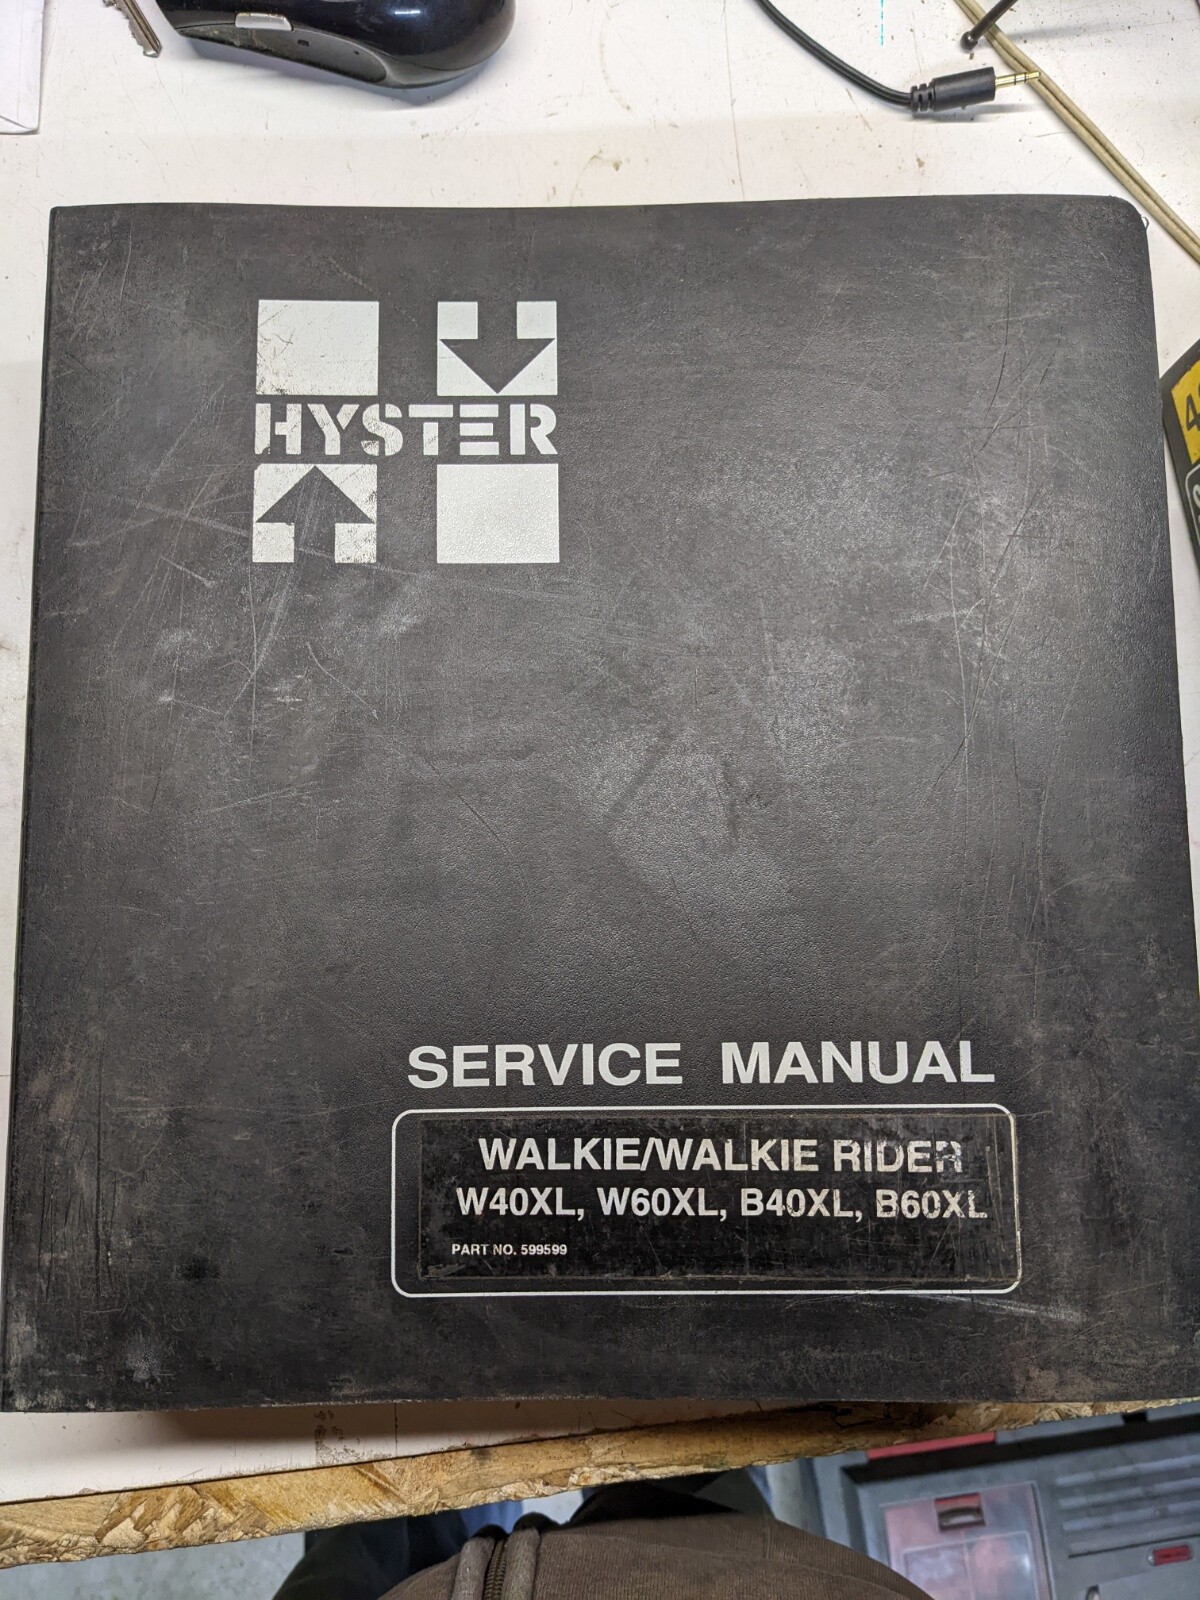 HYSTER
SERVICE MANUAL
WALKIE/WALKIE RIDER
W40XL, W60XL, B40XL, B60XL
PART NO. 599599